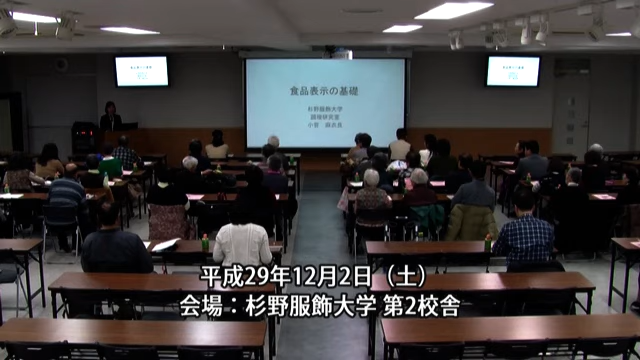 食品表示の基礎
杉野服飾大学
調理研究室
平成29年12月2日（土）
会場：杉野服飾大学 第2校舎